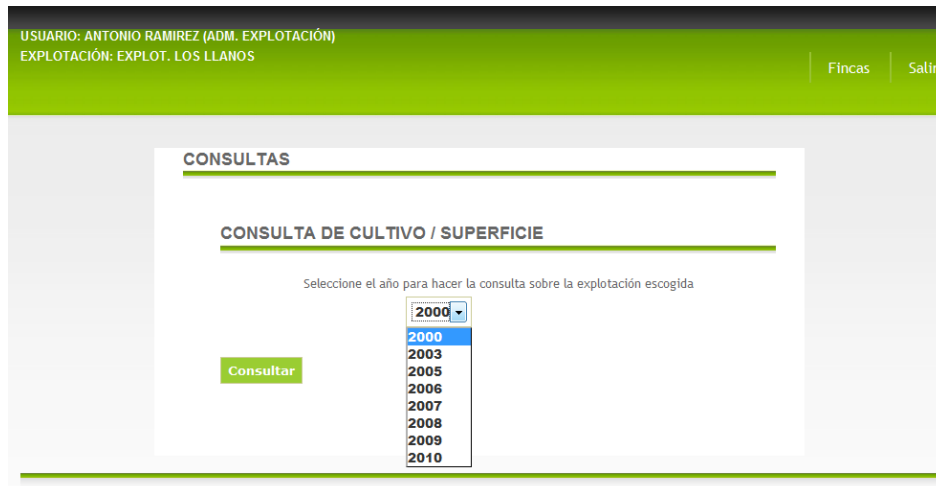 USUARIO: ANTONIO RAMIREZ (ADM. EXPLOTACIÓN)
EXPLOTACIÓN: EXPLOT. LOS LLANOS
Fincas
Salir
CONSULTAS
CONSULTA DE CULTIVO / SUPERFICIE
Seleccione el año para hacer la consulta sobre la explotación escogida
2000
2000
2003
2005
2006
2007
2008
2009
2010
Consultar